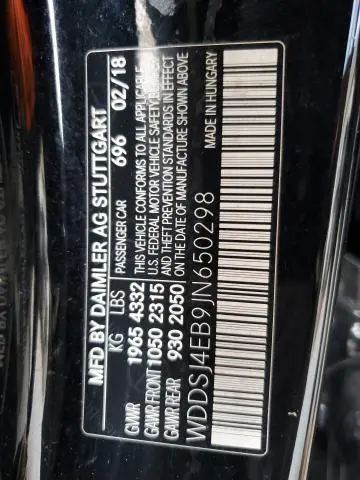 MFD BY DAIMLER AG STUTTGART
PASSENGER CAR 696 02/18
KG LBS
GVWR 1965 4332
GAWR FRONT 1050 2315
GAWR REAR 930 2050
THIS VEHICLE CONFORMS TO ALL APPLICABLE
U.S. FEDERAL MOTOR VEHICLE SAFETY BUMPER
AND THEFT PREVENTION STANDARDS IN EFFECT
ON THE DATE OF MANUFACTURE SHOWN ABOVE
WDDSJ4EB9JN650298
MADE IN HUNGARY